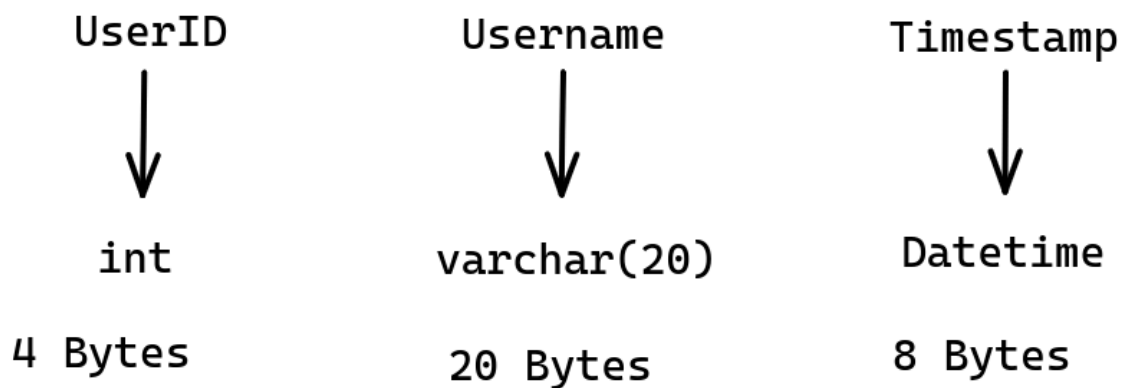 UserID
Username
Timestamp
int
varchar(20)
Datetime
4 Bytes
20 Bytes
8 Bytes